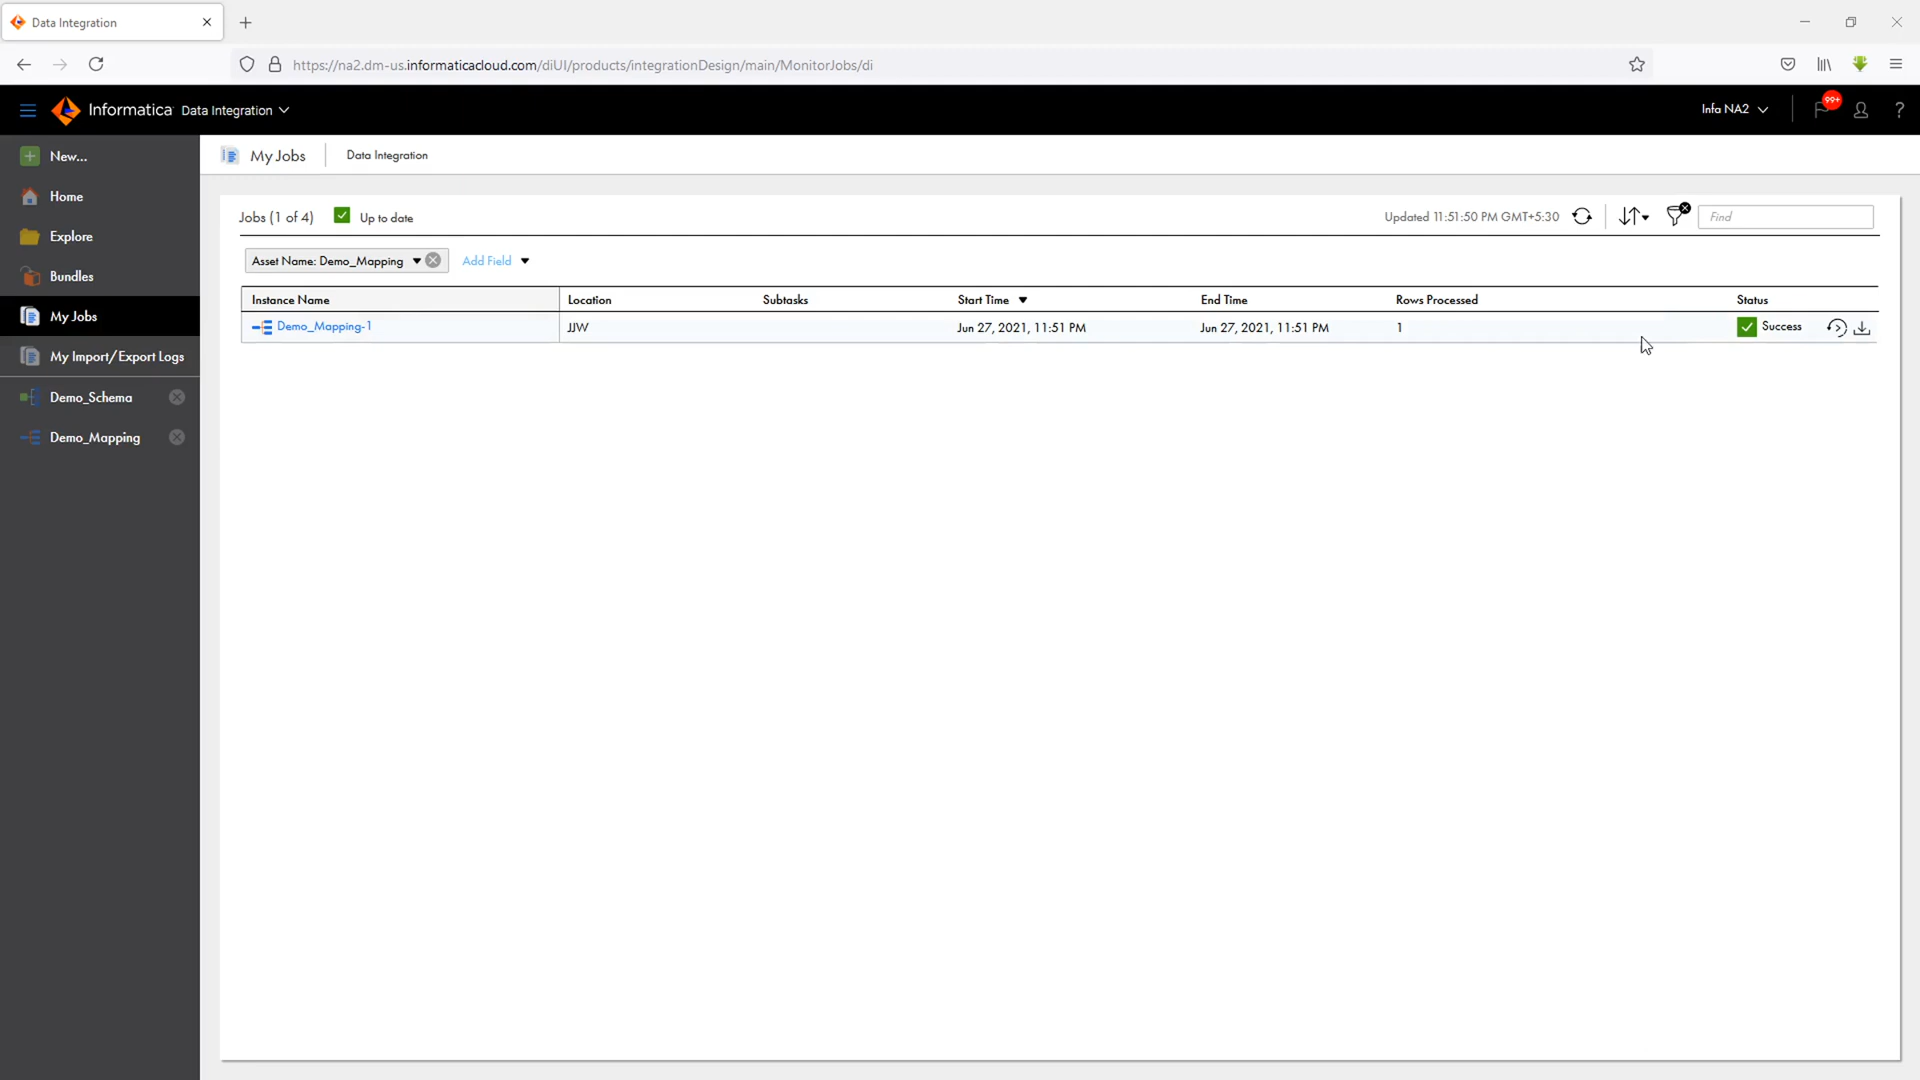 Data Integration
https://na2.dm-us.informaticacloud.com/diUI/products/integrationDesign/main/MonitorJobs/di
Informatica Data Integration
Infa NA2
99+
?
New...
Home
Explore
Bundles
My Jobs
My Import/Export Logs
Demo_Schema
Demo_Mapping
My Jobs Data Integration
Jobs (1 of 4) Up to date Updated 11:51:50 PM GMT+5:30 Find
Asset Name: Demo_Mapping Add Field
Instance Name Location Subtasks Start Time End Time Rows Processed Status
Demo_Mapping-1 JJW Jun 27, 2021, 11:51 PM Jun 27, 2021, 11:51 PM 1 Success